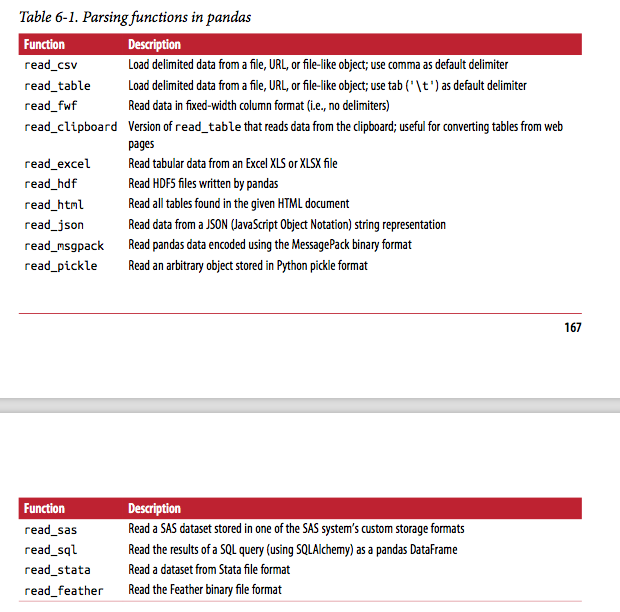 Table 6-1. Parsing functions in pandas
Function Description
read_csv Load delimited data from a file, URL, or file-like object; use comma as default delimiter
read_table Load delimited data from a file, URL, or file-like object; use tab ('\t') as default delimiter
read_fwf Read data in fixed-width column format (i.e., no delimiters)
read_clipboard Version of read_table that reads data from the clipboard; useful for converting tables from web
pages
read_excel Read tabular data from an Excel XLS or XLSX file
read_hdf Read HDF5 files written by pandas
read_html Read all tables found in the given HTML document
read_json Read data from a JSON (JavaScript Object Notation) string representation
read_msgpack Read pandas data encoded using the MessagePack binary format
read_pickle Read an arbitrary object stored in Python pickle format
167
Function Description
read_sas Read a SAS dataset stored in one of the SAS system's custom storage formats
read_sql Read the results of a SQL query (using SQLAlchemy) as a pandas DataFrame
read_stata Read a dataset from Stata file format
read_feather Read the Feather binary file format